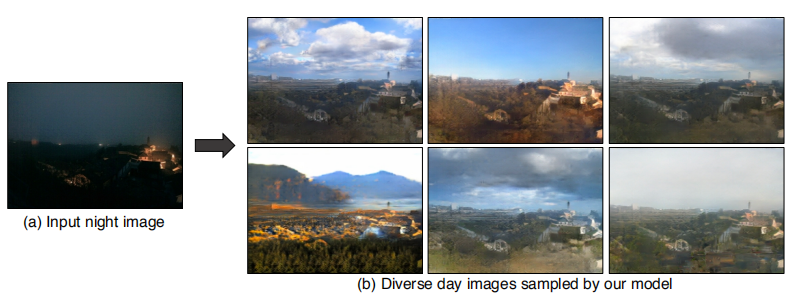 (a) Input night image
(b) Diverse day images sampled by our model